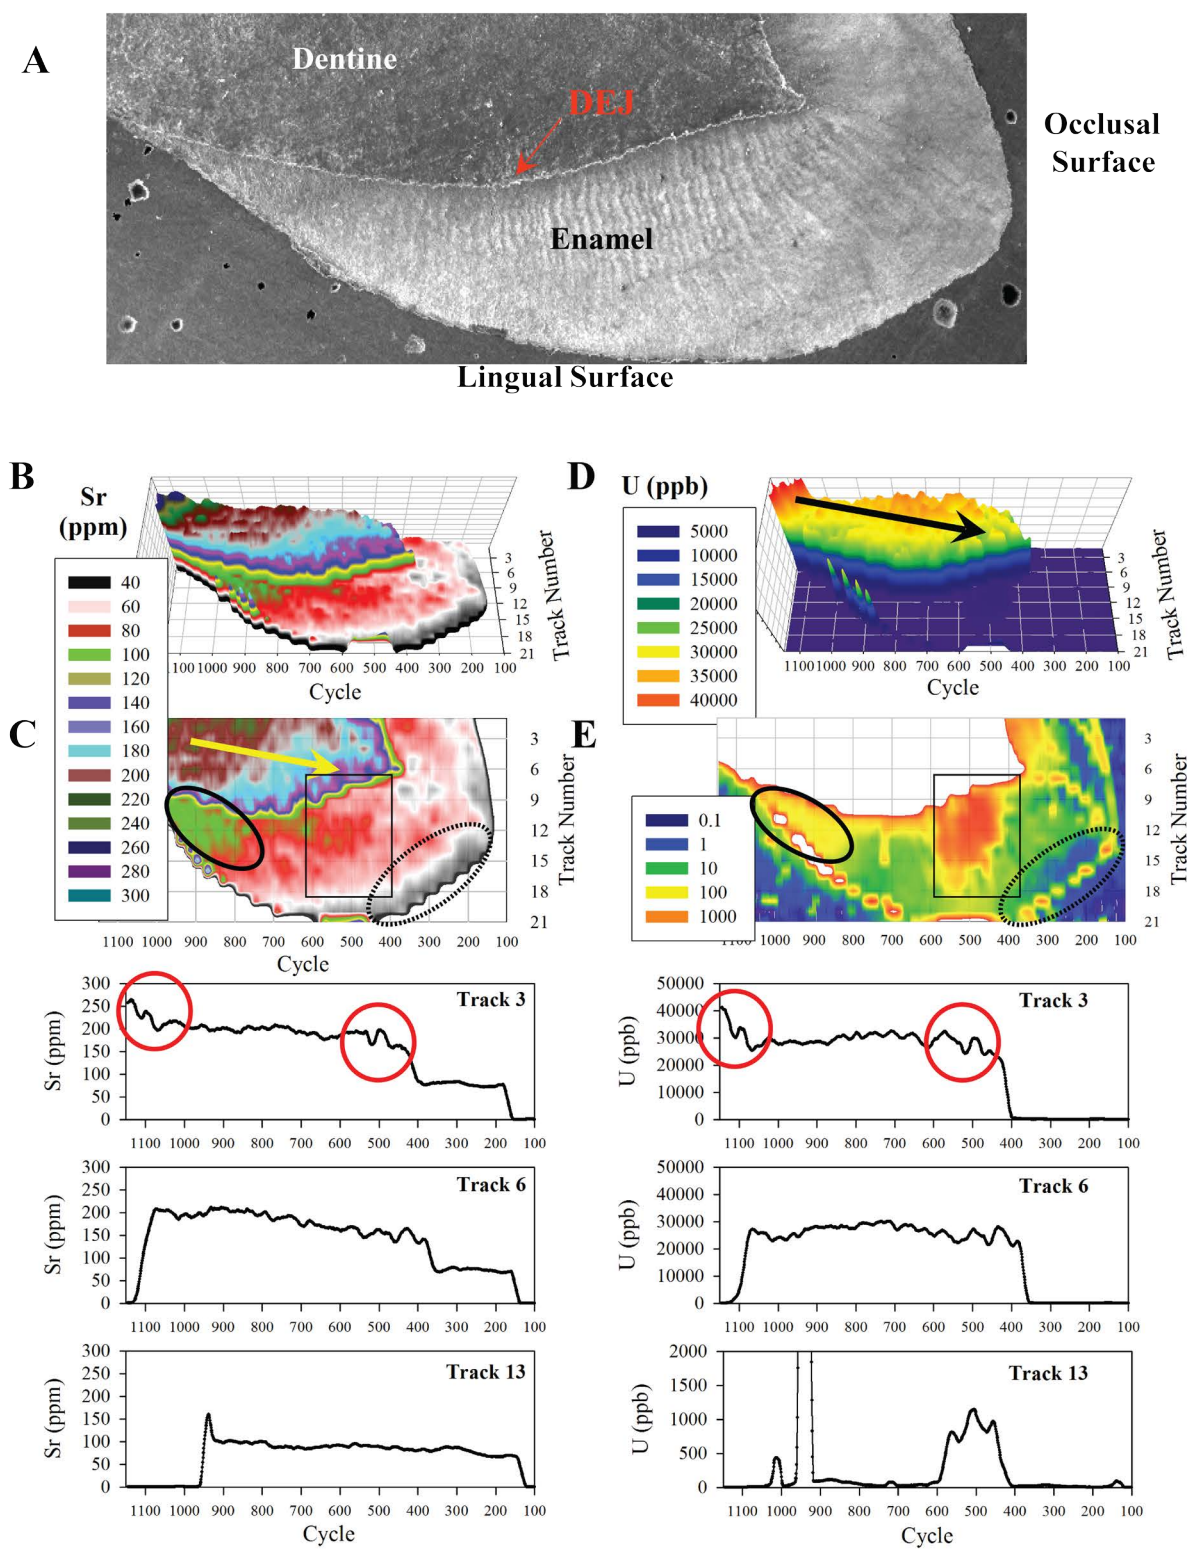 A
Dentine
DEJ
Enamel
Occlusal
Surface
Lingual Surface
B
Sr
(ppm)
40
60
80
100
120
140
160
180
200
220
240
260
280
300
3
6
9
12
15
18
21
Track Number
1100 1000 900 800 700 600 500 400 300 200 100
Cycle
C
3
6
9
12
15
18
21
Track Number
1100 1000 900 800 700 600 500 400 300 200 100
Cycle
D
U (ppb)
5000
10000
15000
20000
25000
30000
35000
40000
3
6
9
12
15
18
21
Track Number
1100 1000 900 800 700 600 500 400 300 200 100
Cycle
E
0.1
1
10
100
1000
3
6
9
12
15
18
21
Track Number
1100 1000 900 800 700 600 500 400 300 200 100
Track 3
Sr (ppm)
300
250
200
150
100
50
0
1100 1000 900 800 700 600 500 400 300 200 100
Track 3
U (ppb)
50000
40000
30000
20000
10000
0
1100 1000 900 800 700 600 500 400 300 200 100
Track 6
Sr (ppm)
300
250
200
150
100
50
0
1100 1000 900 800 700 600 500 400 300 200 100
Track 6
U (ppb)
50000
40000
30000
20000
10000
0
1100 1000 900 800 700 600 500 400 300 200 100
Track 13
Sr (ppm)
300
250
200
150
100
50
0
1100 1000 900 800 700 600 500 400 300 200 100
Cycle
Track 13
U (ppb)
2000
1500
1000
500
0
1100 1000 900 800 700 600 500 400 300 200 100
Cycle